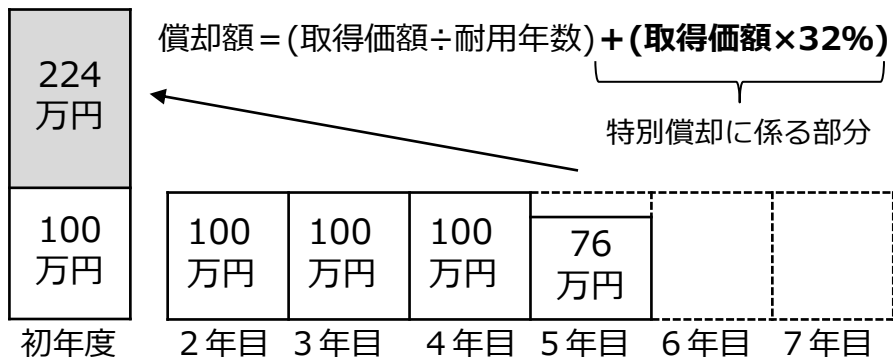 償却額＝(取得価額÷耐用年数)＋(取得価額×32%)
特別償却に係る部分
224
万円
100
万円
100
万円
100
万円
100
万円
76
万円
初年度
２年目
３年目
４年目
５年目
６年目
７年目